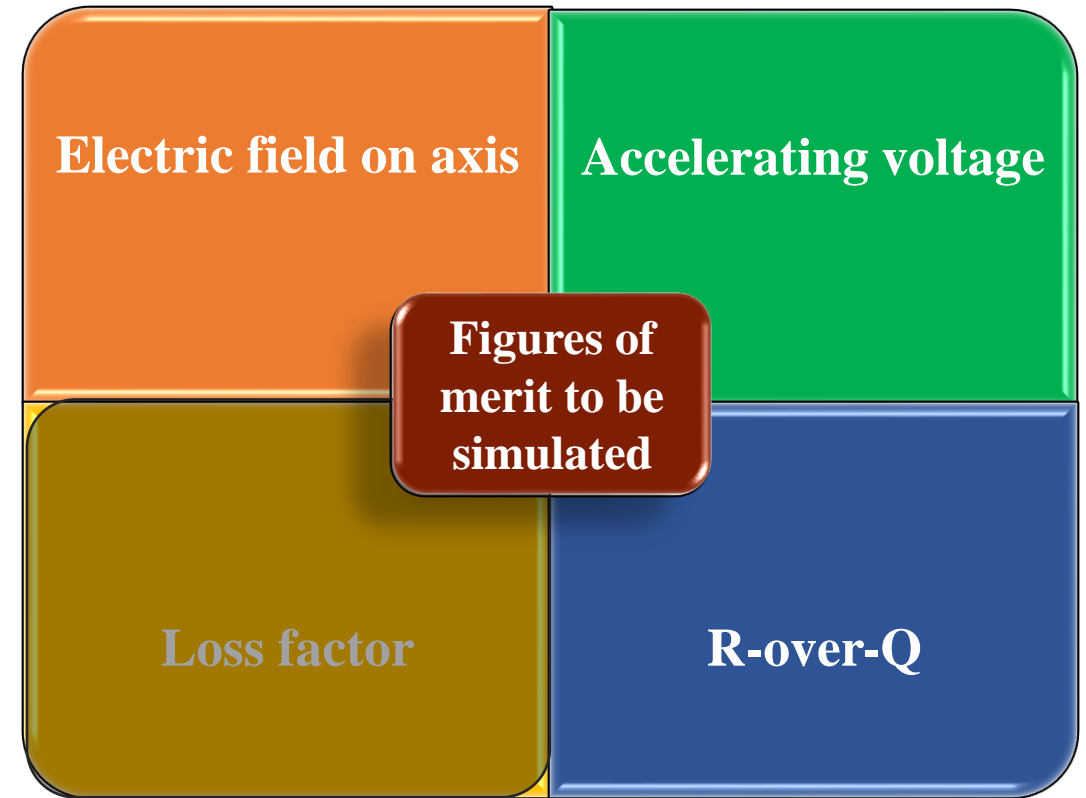 Electric field on axis
Accelerating voltage
Figures of
merit to be
simulated
Loss factor
R-over-Q